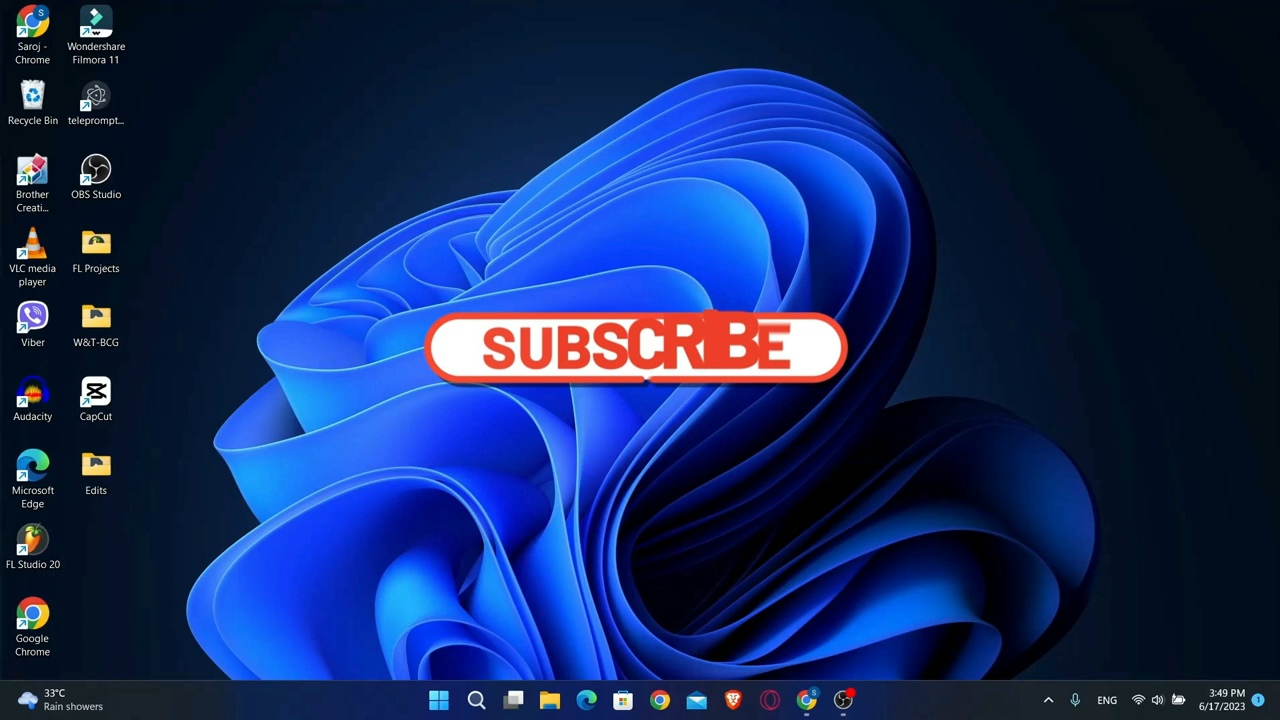 Saroj -
Chrome
Wondershare
Filmora 11
Recycle Bin
teleprompt...
Brother
Creati...
OBS Studio
VLC media
player
FL Projects
Viber
W&T-BCG
Audacity
CapCut
Microsoft
Edge
Edits
FL Studio 20
Google
Chrome
SUBSCRIBE
33°C
Rain showers
S
S
ENG
3:49 PM
6/17/2023
1